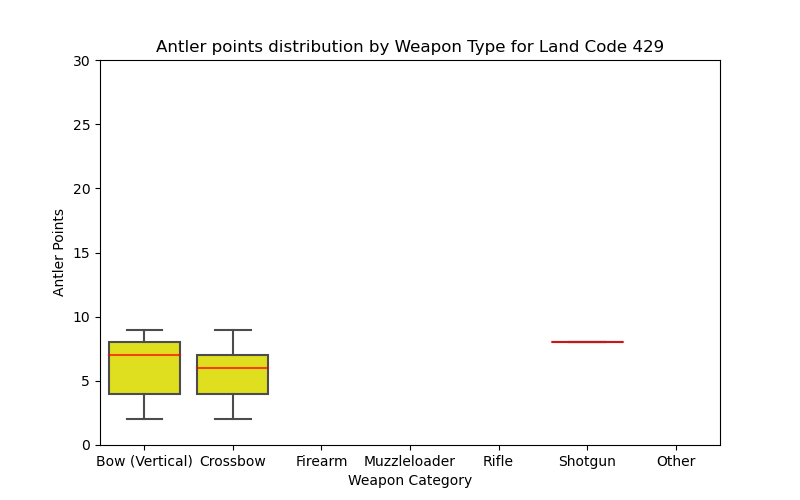 Antler points distribution by Weapon Type for Land Code 429
30
25
20
15
10
5
0
Antler Points
Bow (Vertical) Crossbow Firearm Muzzleloader Rifle Shotgun Other
Weapon Category